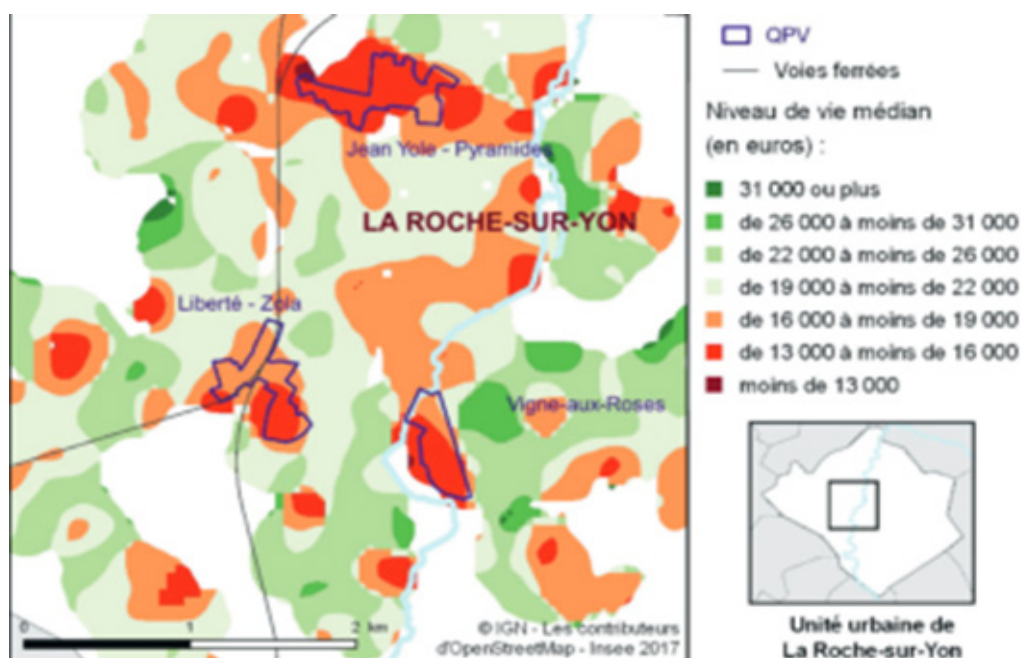 Jean Yole - Pyramides
LA ROCHE-SUR-YON
Liberté - Zola
Vigne-aux-Roses
0 1 2 km
© IGN - Les contributeurs
d'OpenStreetMap - Insee 2017
QPV
Voies ferrées
Niveau de vie médian
(en euros) :
31 000 ou plus
de 26 000 à moins de 31 000
de 22 000 à moins de 26 000
de 19 000 à moins de 22 000
de 16 000 à moins de 19 000
de 13 000 à moins de 16 000
moins de 13 000
Unité urbaine de
La Roche-sur-Yon